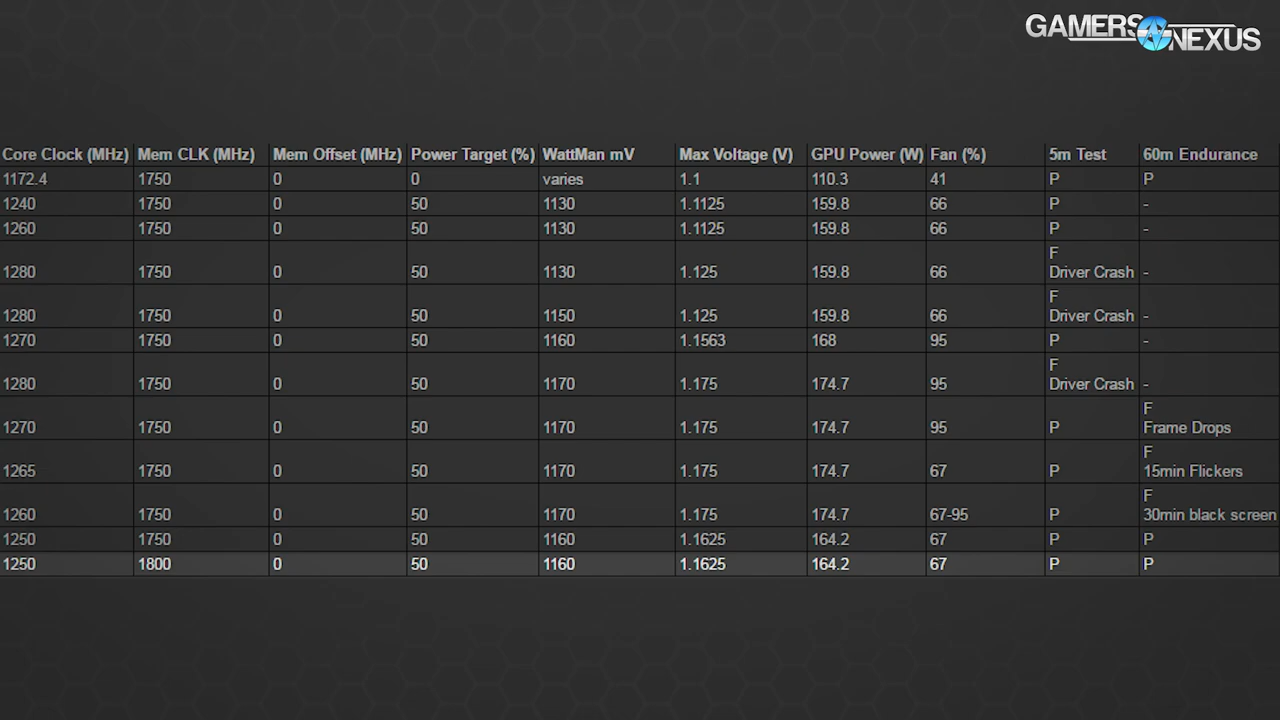 GAMERS NEXUS
Core Clock (MHz) Mem CLK (MHz) Mem Offset (MHz) Power Target (%) WattMan mV Max Voltage (V) GPU Power (W) Fan (%) 5m Test 60m Endurance
1172.4 1750 0 0 varies 1.1 110.3 41 P P
1240 1750 0 50 1130 1.1125 159.8 66 P -
1260 1750 0 50 1130 1.1125 159.8 66 P -
F
1280 1750 0 50 1130 1.125 159.8 66 Driver Crash -
F
1280 1750 0 50 1150 1.125 159.8 66 Driver Crash -
1270 1750 0 50 1160 1.1563 168 95 P -
F
1280 1750 0 50 1170 1.175 174.7 95 Driver Crash -
F
1270 1750 0 50 1170 1.175 174.7 95 P Frame Drops
F
1265 1750 0 50 1170 1.175 174.7 67 P 15min Flickers
F
1260 1750 0 50 1170 1.175 174.7 67-95 P 30min black screen
1250 1750 0 50 1160 1.1625 164.2 67 P P
1250 1800 0 50 1160 1.1625 164.2 67 P P